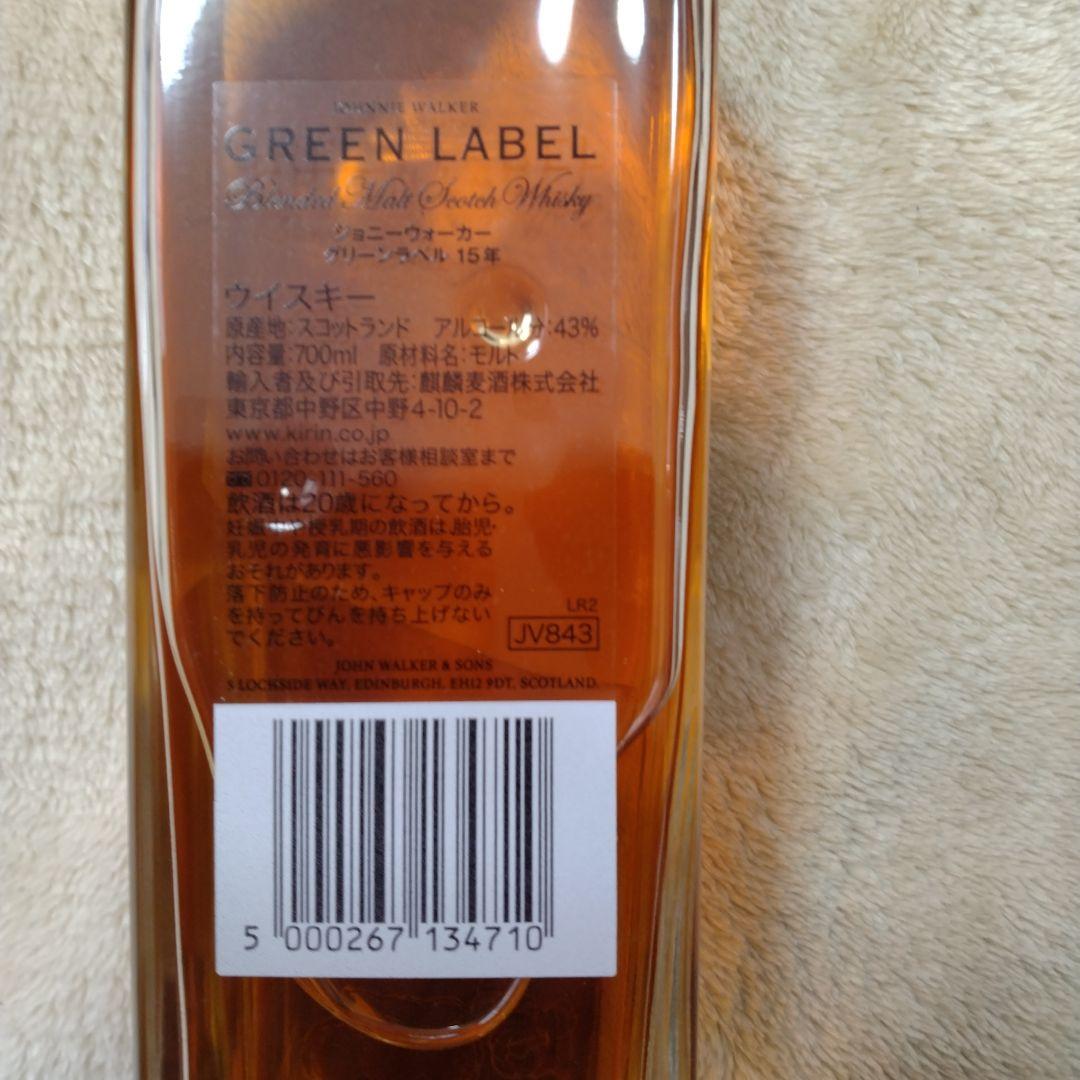 JOHNNIE WALKER
GREEN LABEL
Blended Malt Scotch Whisky
ジョニーウォーカー
グリーンラベル 15年
ウイスキー
原産地:スコットランド アルコール分:43%
内容量:700ml 原材料名:モルト
輸入者及び引取先:麒麟麦酒株式会社
東京都中野区中野4-10-2
www.kirin.co.jp
お問い合わせはお客様相談室まで
0120-111-560
飲酒は20歳になってから。
妊娠中や授乳期の飲酒は、胎児・
乳児の発育に悪影響を与える
おそれがあります。
落下防止のため、キャップのみ
を持ってびんを持ち上げない
でください。
LR2
JV843
JOHN WALKER & SONS
5 LOCHSIDE WAY, EDINBURGH, EH12 9DT, SCOTLAND.
5 000267 134710